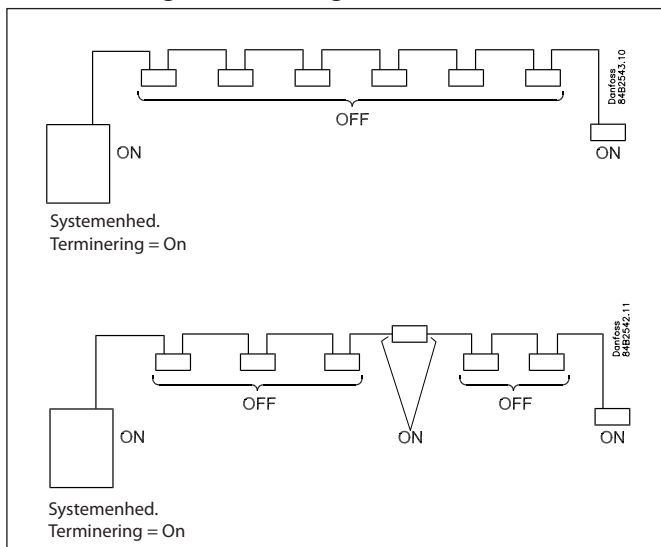 Danfoss
84B2543.10
OFF
ON
ON
Systemenhed.
Terminering = On
Danfoss
84B2542.11
OFF
OFF
ON
ON
ON
Systemenhed.
Terminering = On